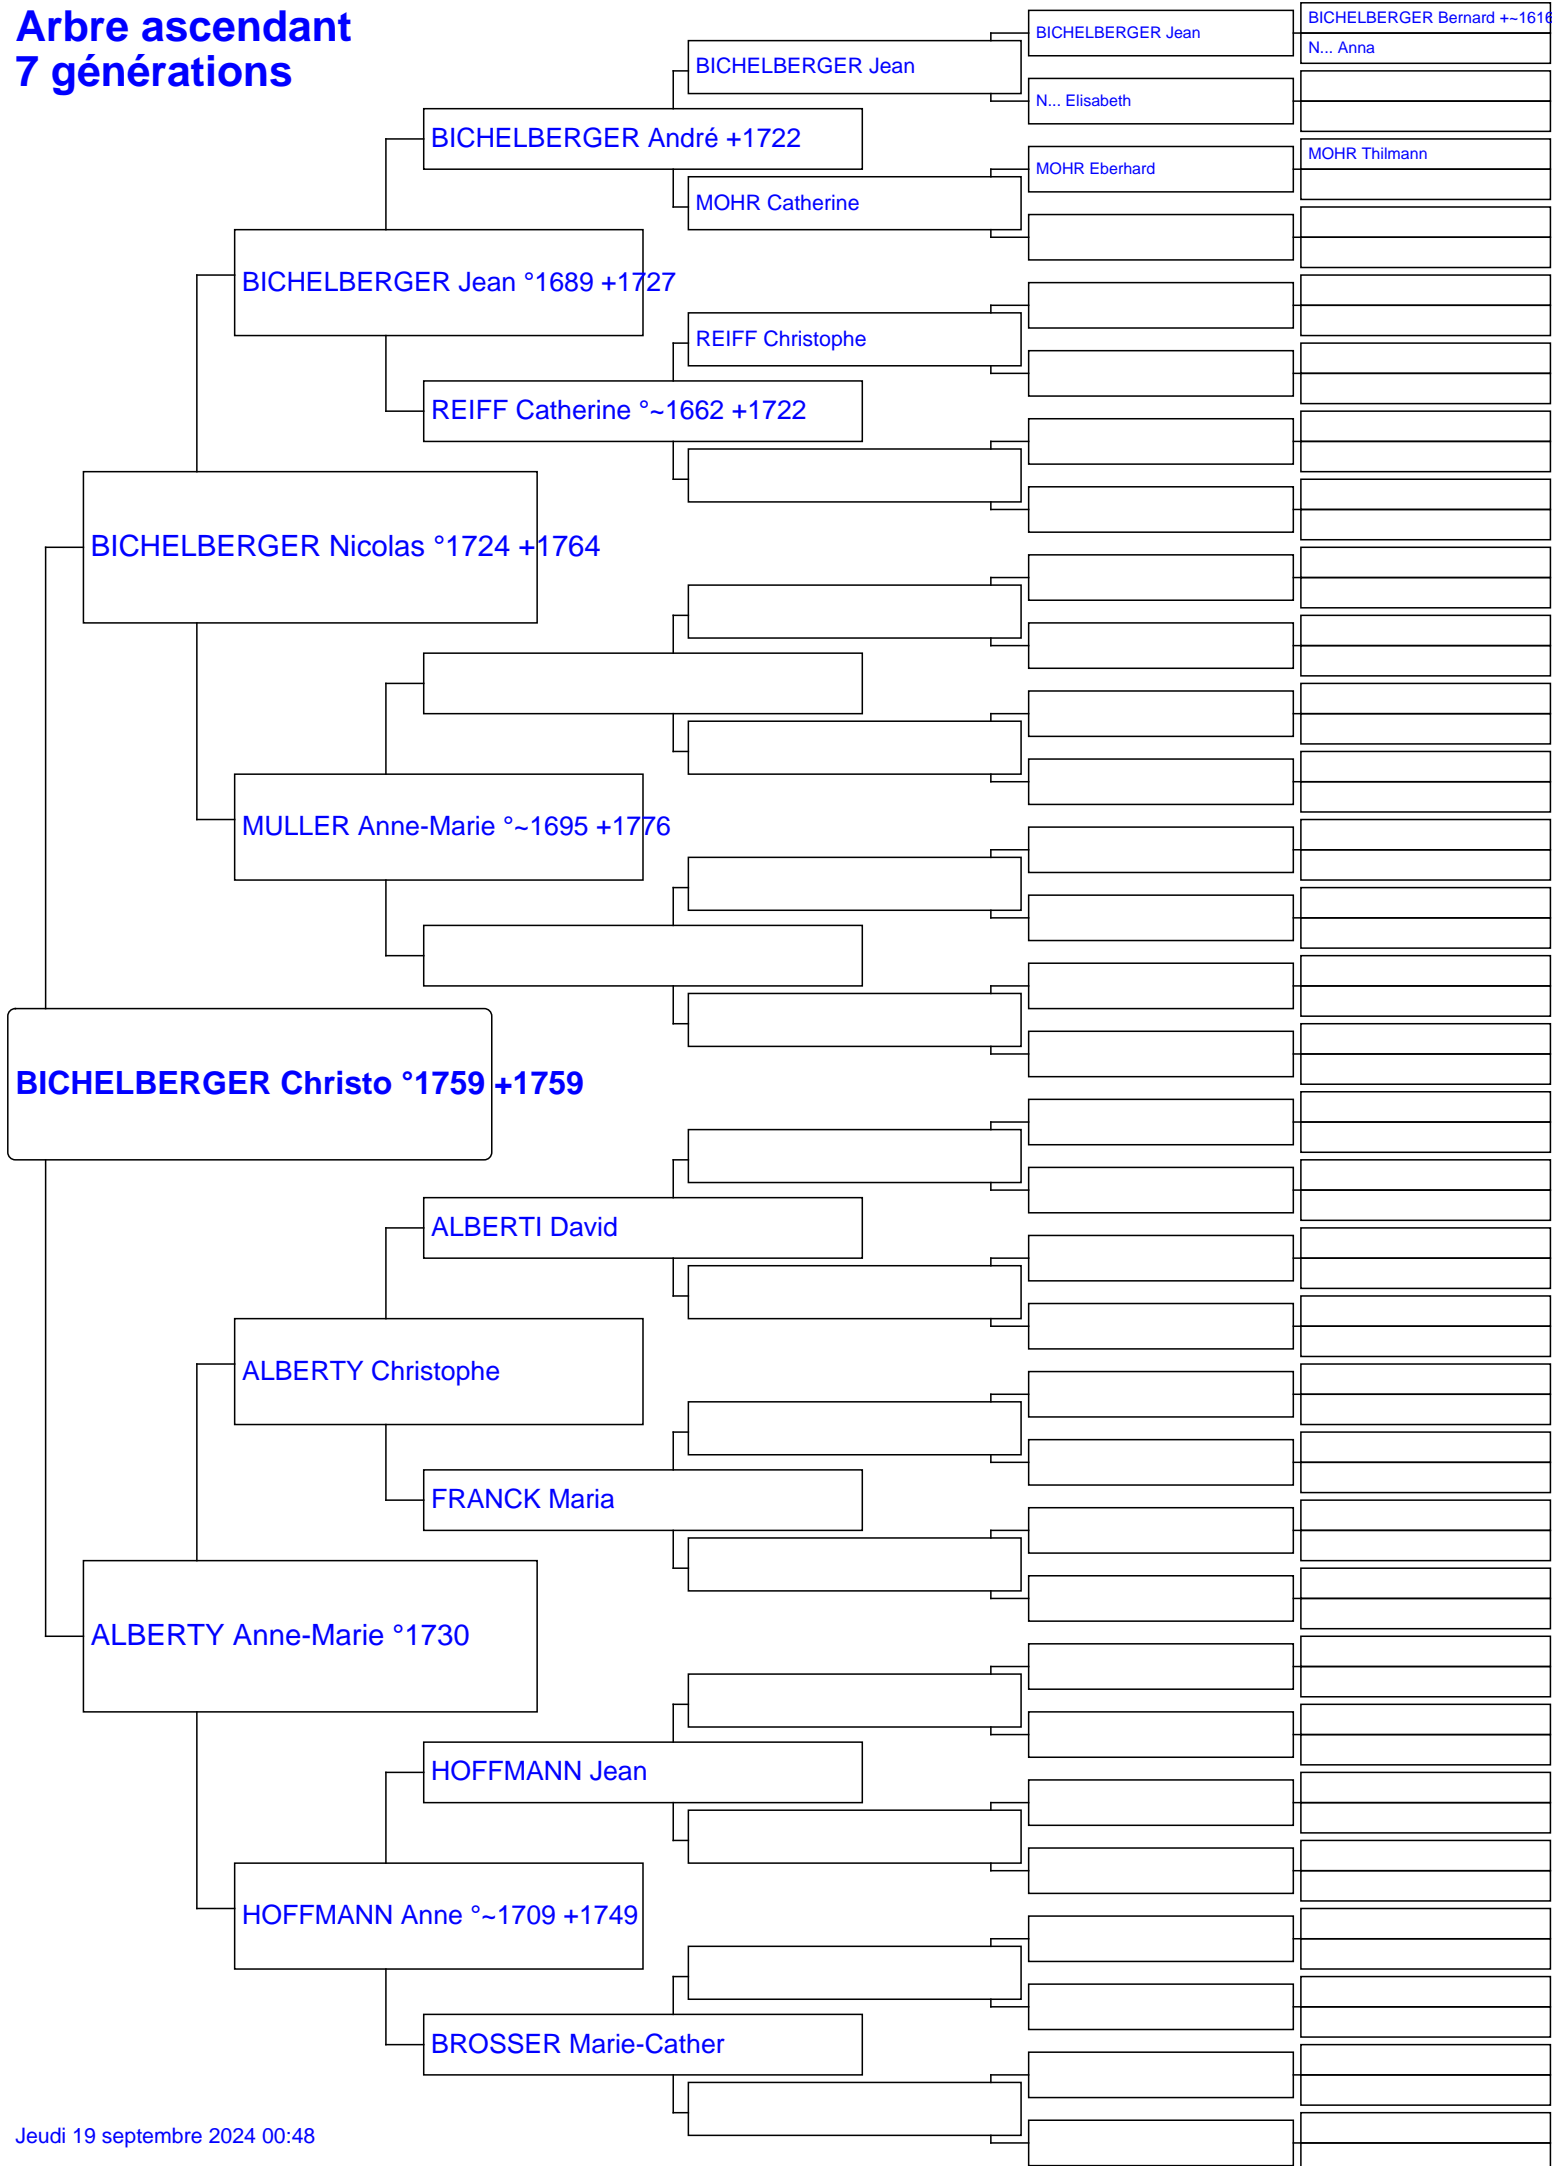 Arbre ascendant
7 générations
BICHELBERGER Bernard +~1616
BICHELBERGER Jean
N... Anna
BICHELBERGER Jean
N... Elisabeth
BICHELBERGER André +1722
MOHR Thilmann
MOHR Eberhard
MOHR Catherine
BICHELBERGER Jean °1689 +1727
REIFF Christophe
REIFF Catherine °~1662 +1722
BICHELBERGER Nicolas °1724 +1764
MULLER Anne-Marie °~1695 +1776
BICHELBERGER Christo °1759 +1759
ALBERTI David
ALBERTY Christophe
FRANCK Maria
ALBERTY Anne-Marie °1730
HOFFMANN Jean
HOFFMANN Anne °~1709 +1749
BROSSER Marie-Cather
Jeudi 19 septembre 2024 00:48